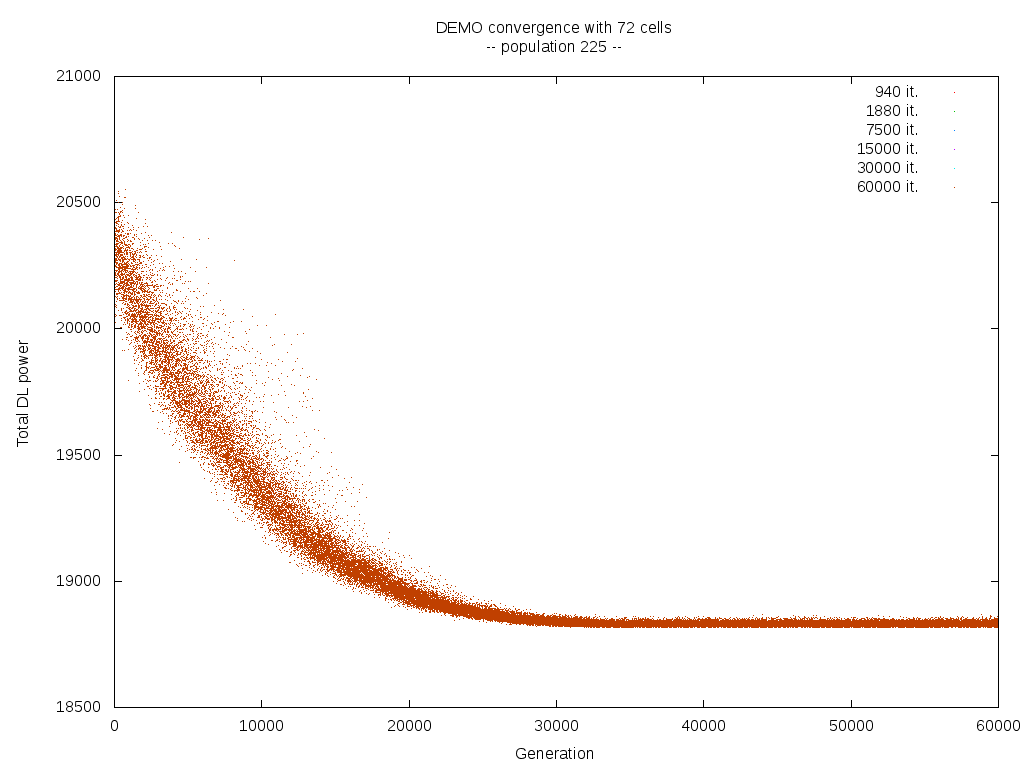 DEMO convergence with 72 cells
-- population 225 --
21000
20500
20000
19500
19000
18500
Total DL power
940 it.
1880 it.
7500 it.
15000 it.
30000 it.
60000 it.
0 10000 20000 30000 40000 50000 60000
Generation